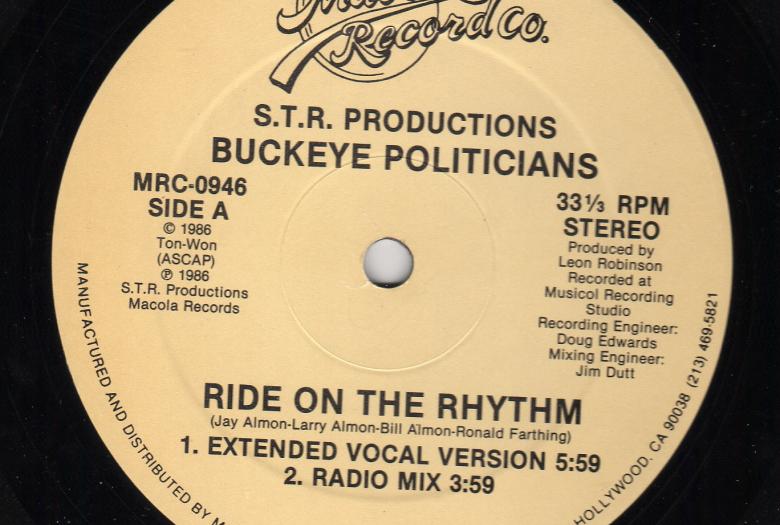 Record Co.
S.T.R. PRODUCTIONS
BUCKEYE POLITICIANS
MRC-0946
SIDE A
© 1986
Ton-Won
(ASCAP)
℗ 1986
S.T.R. Productions
Macola Records
33⅓ RPM
STEREO
Produced by
Leon Robinson
Recorded at
Musicol Recording
Studio
Recording Engineer:
Doug Edwards
Mixing Engineer:
Jim Dutt
RIDE ON THE RHYTHM
(Jay Almon-Larry Almon-Bill Almon-Ronald Farthing)
1. EXTENDED VOCAL VERSION 5:59
2. RADIO MIX 3:59
MANUFACTURED AND DISTRIBUTED BY
HOLLYWOOD, CA 90038 (213) 469-5821